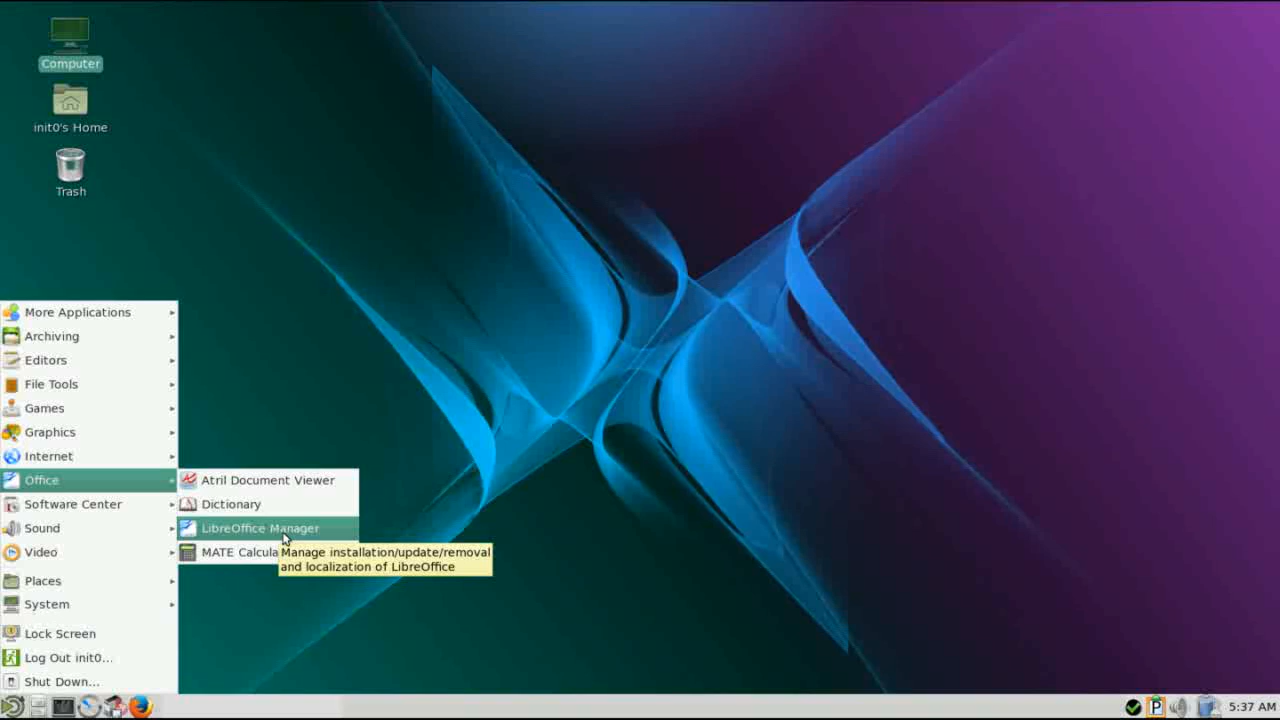 Computer
init0's Home
Trash
More Applications
Archiving
Editors
File Tools
Games
Graphics
Internet
Office
Software Center
Sound
Video
Places
System
Lock Screen
Log Out init0...
Shut Down...
Atril Document Viewer
Dictionary
LibreOffice Manager
MATE Calcula
Manage installation/update/removal
and localization of LibreOffice
P
5:37 AM